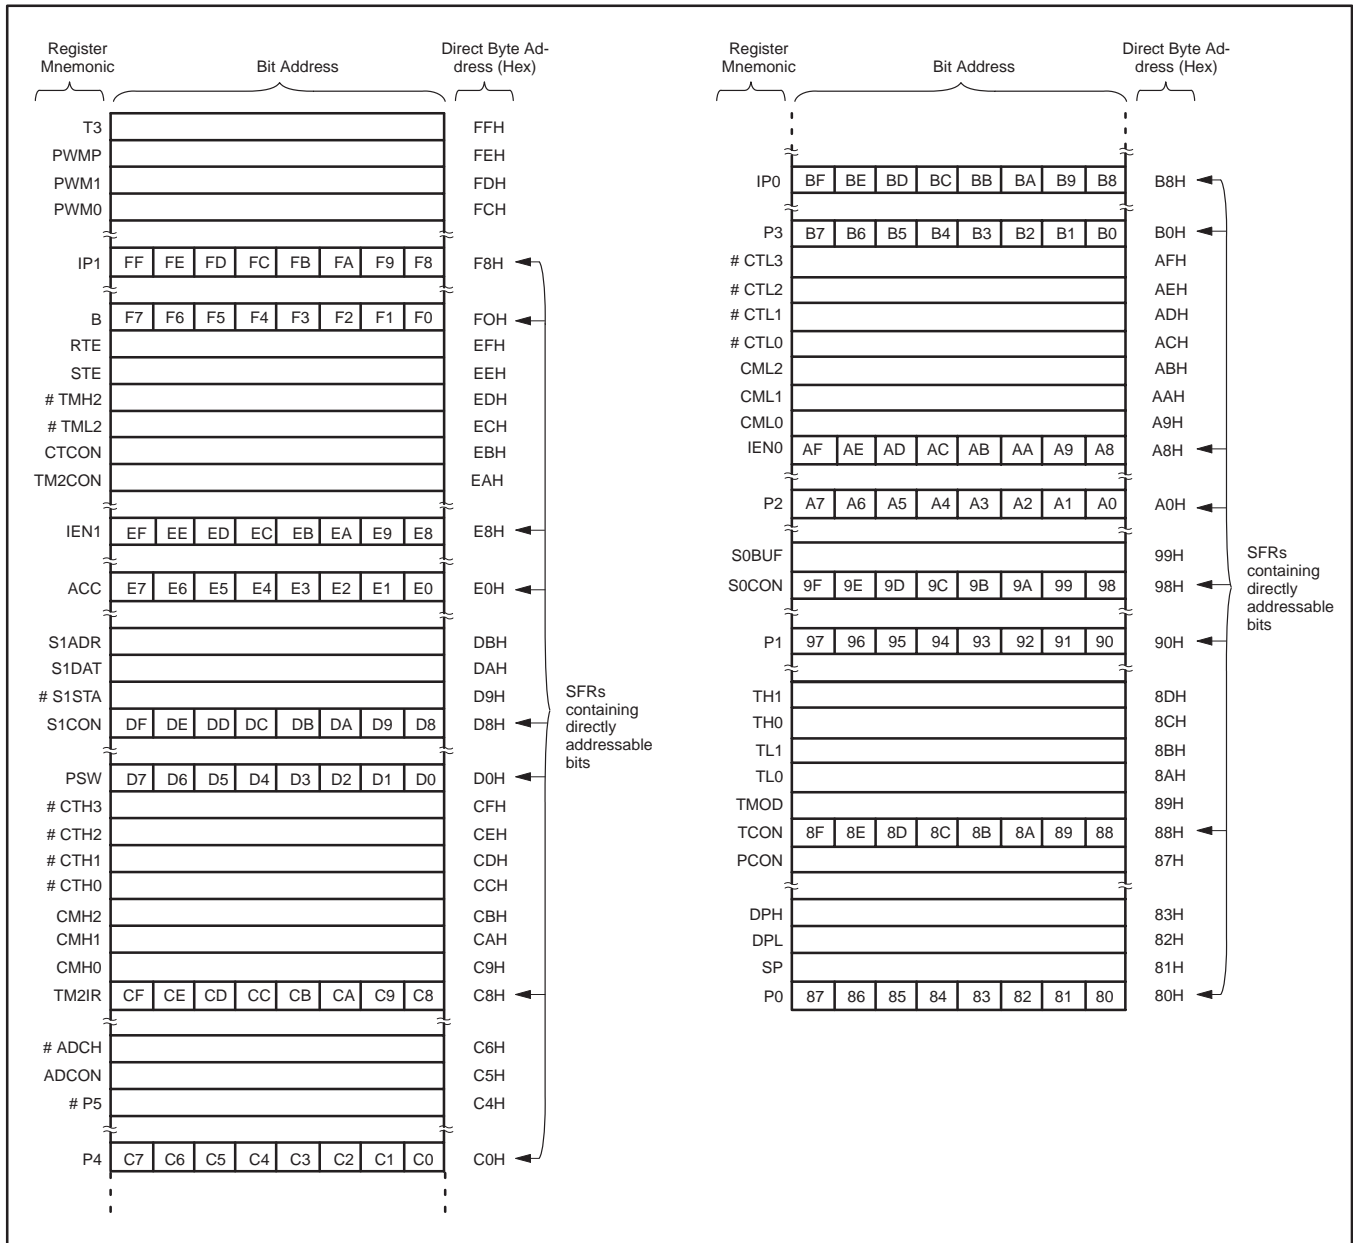 Register
Mnemonic
Bit Address
Direct Byte Ad-
dress (Hex)
T3 FFH
PWMP FEH
PWM1 FDH
PWM0 FCH
IP1 FF FE FD FC FB FA F9 F8 F8H
B F7 F6 F5 F4 F3 F2 F1 F0 FOH
RTE EFH
STE EEH
# TMH2 EDH
# TML2 ECH
CTCON EBH
TM2CON EAH
IEN1 EF EE ED EC EB EA E9 E8 E8H
ACC E7 E6 E5 E4 E3 E2 E1 E0 E0H
S1ADR DBH
S1DAT DAH
# S1STA D9H
S1CON DF DE DD DC DB DA D9 D8 D8H
PSW D7 D6 D5 D4 D3 D2 D1 D0 D0H
# CTH3 CFH
# CTH2 CEH
# CTH1 CDH
# CTH0 CCH
CMH2 CBH
CMH1 CAH
CMH0 C9H
TM2IR CF CE CD CC CB CA C9 C8 C8H
# ADCH C6H
ADCON C5H
# P5 C4H
P4 C7 C6 C5 C4 C3 C2 C1 C0 C0H
SFRs
containing
directly
addressable
bits
Register
Mnemonic
Bit Address
Direct Byte Ad-
dress (Hex)
IP0 BF BE BD BC BB BA B9 B8 B8H
P3 B7 B6 B5 B4 B3 B2 B1 B0 B0H
# CTL3 AFH
# CTL2 AEH
# CTL1 ADH
# CTL0 ACH
CML2 ABH
CML1 AAH
CML0 A9H
IEN0 AF AE AD AC AB AA A9 A8 A8H
P2 A7 A6 A5 A4 A3 A2 A1 A0 A0H
S0BUF 99H
S0CON 9F 9E 9D 9C 9B 9A 99 98 98H
P1 97 96 95 94 93 92 91 90 90H
TH1 8DH
TH0 8CH
TL1 8BH
TL0 8AH
TMOD 89H
TCON 8F 8E 8D 8C 8B 8A 89 88 88H
PCON 87H
DPH 83H
DPL 82H
SP 81H
P0 87 86 85 84 83 82 81 80 80H
SFRs
containing
directly
addressable
bits